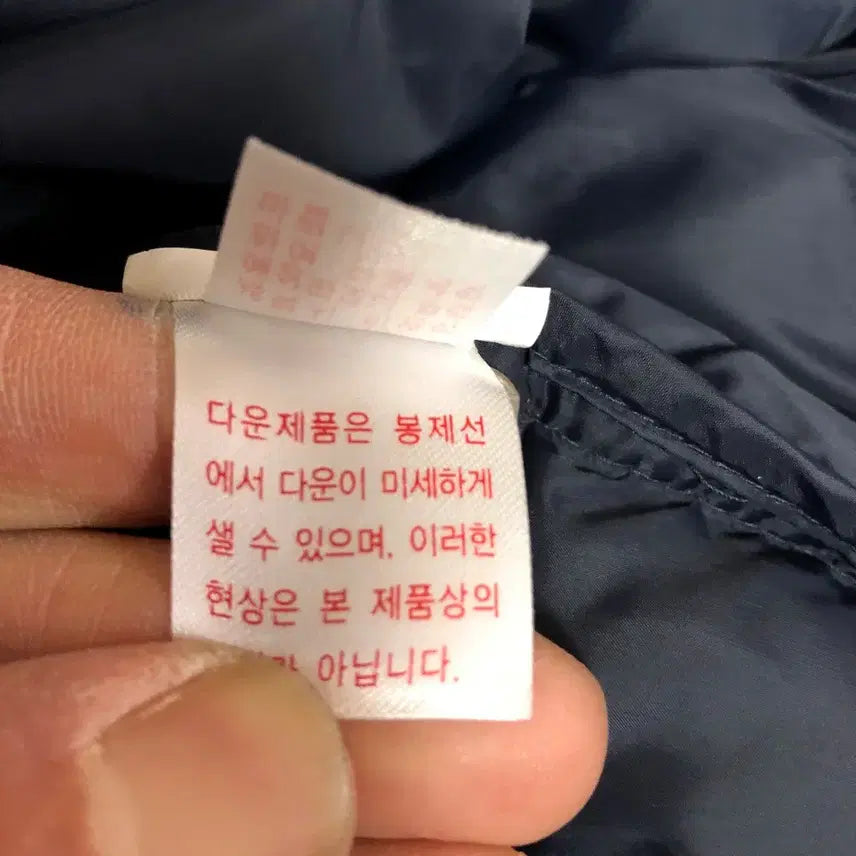 다운제품은 봉제선
에서 다운이 미세하게
샐 수 있으며, 이러한
현상은 본 제품상의
아닙니다.